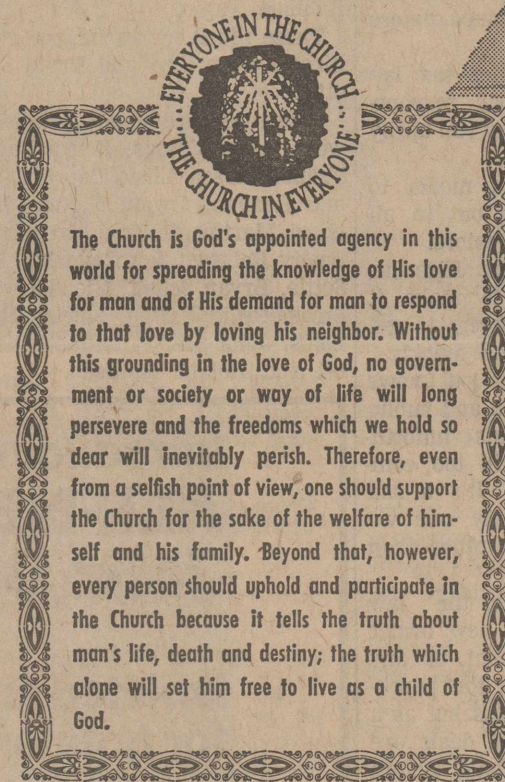 EVERYONE IN THE CHURCH...
THE CHURCH IN EVERYONE...
The Church is God's appointed agency in this
world for spreading the knowledge of His love
for man and of His demand for man to respond
to that love by loving his neighbor. Without
this grounding in the love of God, no govern-
ment or society or way of life will long
persevere and the freedoms which we hold so
dear will inevitably perish. Therefore, even
from a selfish point of view, one should support
the Church for the sake of the welfare of him-
self and his family. Beyond that, however,
every person should uphold and participate in
the Church because it tells the truth about
man's life, death and destiny; the truth which
alone will set him free to live as a child of
God.